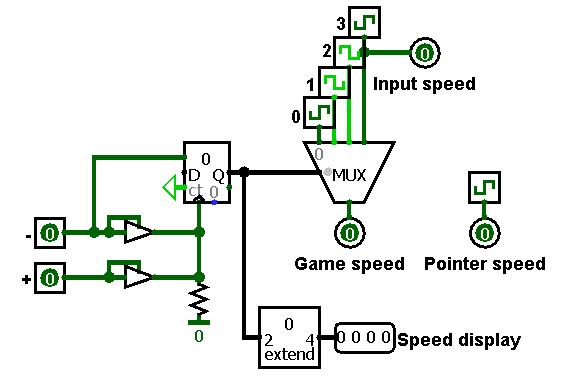 3
2
0
Input speed
1
0
0
MUX
0
D Q
ct 0
- 0
0
Game speed
0
Pointer speed
+ 0
0
0
2 4
extend
0 0 0 0
Speed display